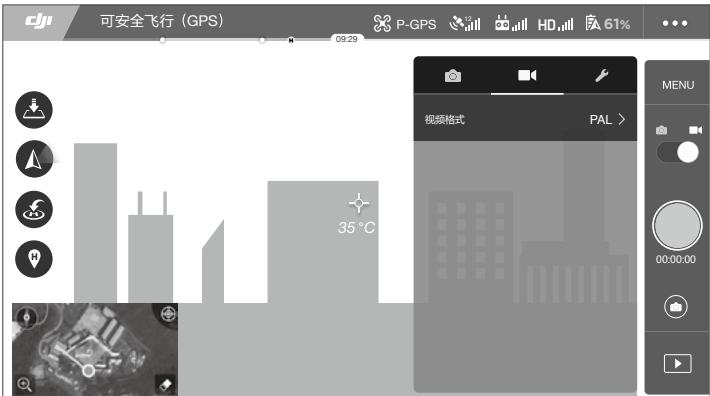 dji
可安全飞行（GPS）
P-GPS
12
HD
61%
H
09:29
MENU
视频格式
PAL
35°C
H
00:00:00